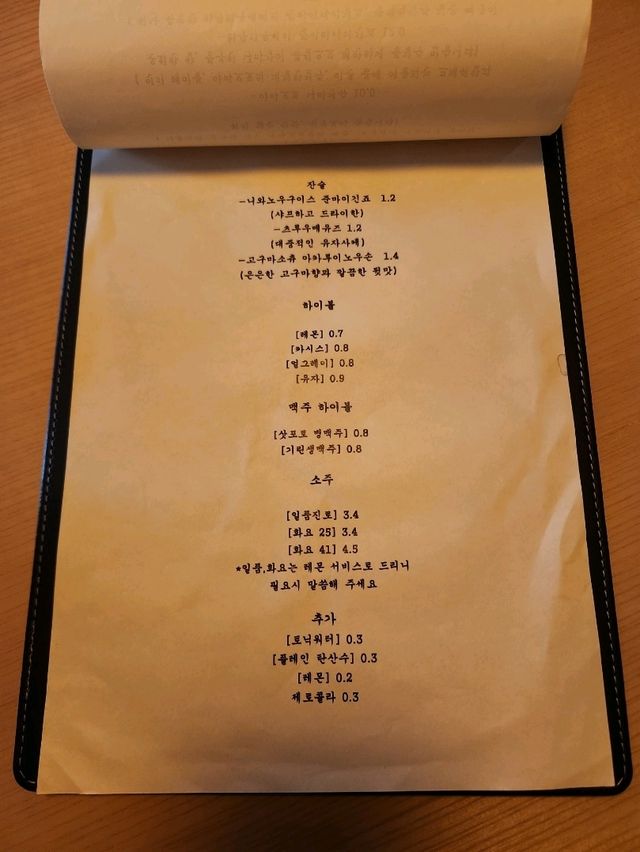 잔술
-니와노우구이스 준마이긴죠 1.2
(샤프하고 드라이한)
-츠루우메유즈 1.2
(대중적인 유자사케)
-고구마소츄 아카투이노우손 1.4
(은은한 고구마향과 깔끔한 뒷맛)
하이볼
[레몬] 0.7
[카시스] 0.8
[얼그레이] 0.8
[유자] 0.9
맥주 하이볼
[삿포로 병맥주] 0.8
[기린생맥주] 0.8
소주
[일품진로] 3.4
[화요 25] 3.4
[화요 41] 4.5
*일품,화요는 레몬 서비스로 드리니
필요시 말씀해 주세요
추가
[토닉워터] 0.3
[플레인 탄산수] 0.3
[레몬] 0.2
제로콜라 0.3